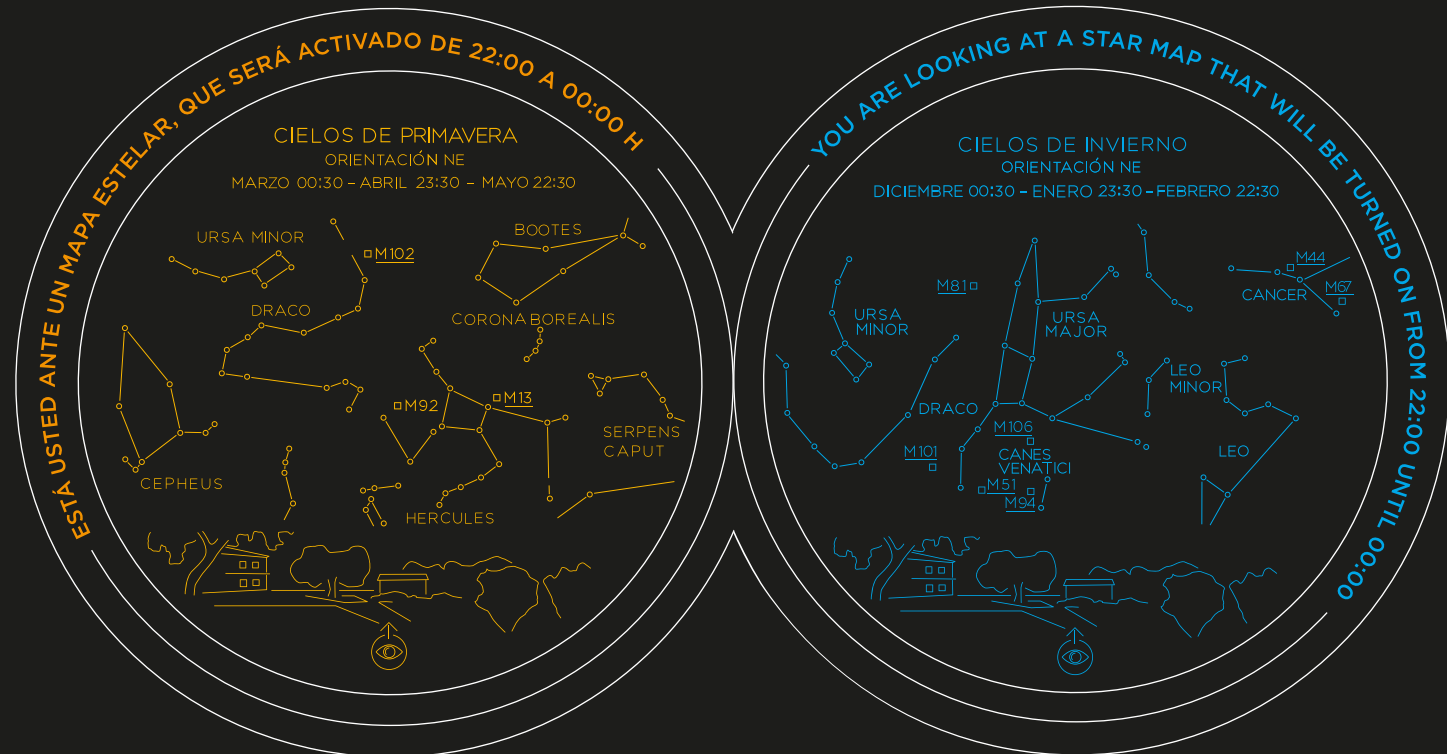 ESTÁ USTED ANTE UN MAPA ESTELAR, QUE SERÁ ACTIVADO DE 22:00 A 00:00 H
CIELOS DE PRIMAVERA
ORIENTACIÓN NE
MARZO 00:30 – ABRIL 23:30 – MAYO 22:30
URSA MINOR
M102
BOOTES
DRACO
CORONA BOREALIS
M92
M13
SERPENS
CAPUT
CEPHEUS
HERCULES
YOU ARE LOOKING AT A STAR MAP THAT WILL BE TURNED ON FROM 22:00 UNTIL 00:00
CIELOS DE INVIERNO
ORIENTACIÓN NE
DICIEMBRE 00:30 – ENERO 23:30 – FEBRERO 22:30
M44
M81
M67
CANCER
URSA
MINOR
URSA
MAJOR
LEO
MINOR
DRACO
M106
M101
CANES
VENATICI
LEO
M51
M94